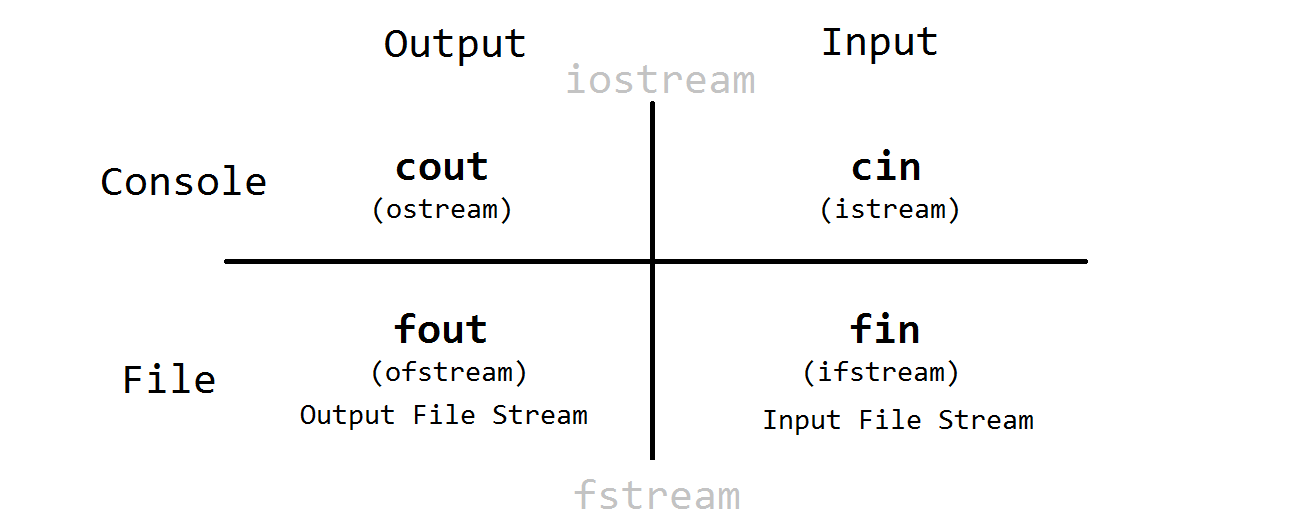 Output
Input
iostream
Console
cout
cin
(ostream)
(istream)
File
fout
fin
(ofstream)
(ifstream)
Output File Stream
Input File Stream
fstream